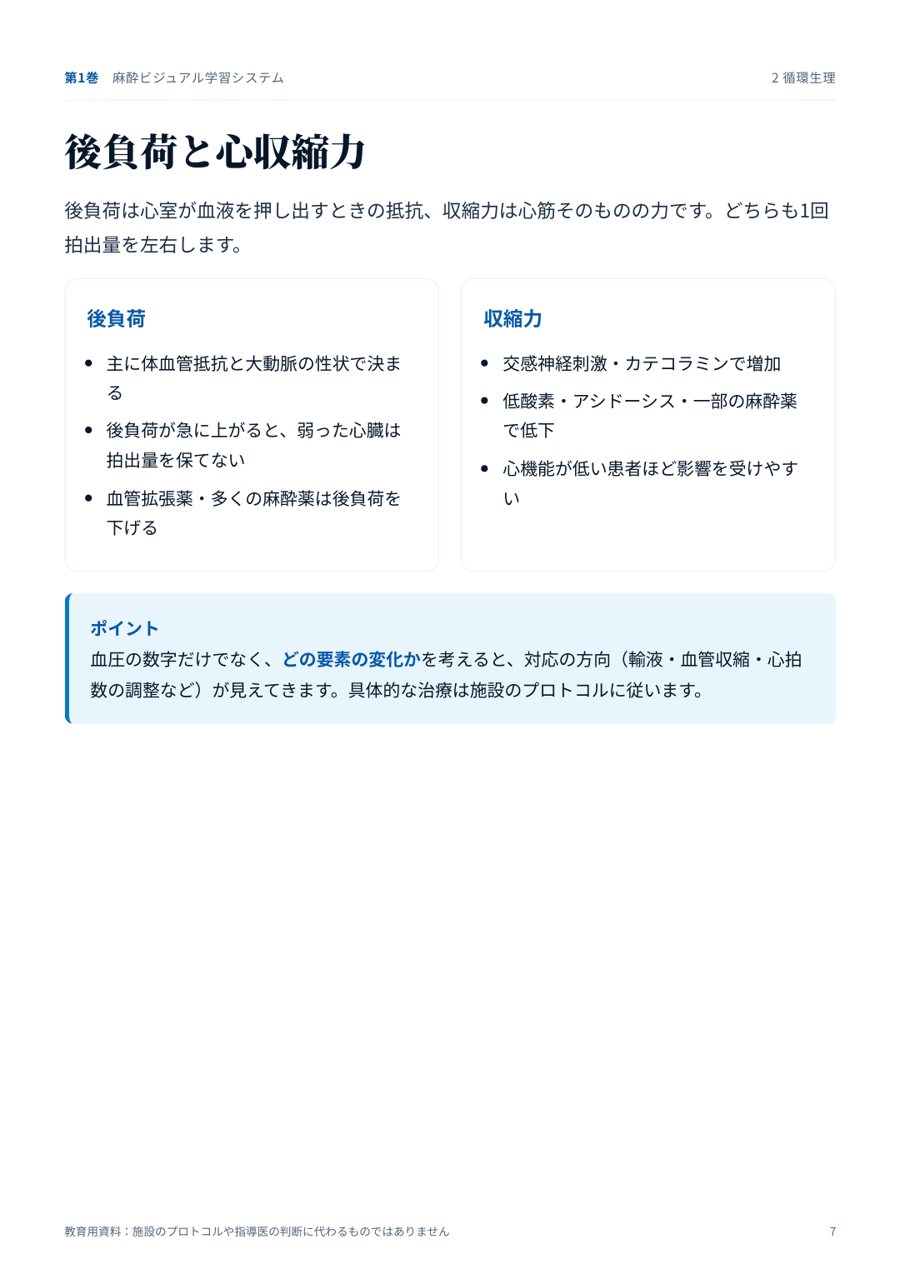 第1巻 麻酔ビジュアル学習システム
2 循環生理
後負荷と心収縮力
後負荷は心室が血液を押し出すときの抵抗、収縮力は心筋そのものの力です。どちらも1回
拍出量を左右します。
後負荷
• 主に体血管抵抗と大動脈の性状で決ま
る
• 後負荷が急に上がると、弱った心臓は
拍出量を保てない
• 血管拡張薬・多くの麻酔薬は後負荷を
下げる
収縮力
• 交感神経刺激・カテコラミンで増加
• 低酸素・アシドーシス・一部の麻酔薬
で低下
• 心機能が低い患者ほど影響を受けやす
い
ポイント
血圧の数字だけでなく、どの要素の変化かを考えると、対応の方向（輸液・血管収縮・心拍
数の調整など）が見えてきます。具体的な治療は施設のプロトコルに従います。
教育用資料：施設のプロトコルや指導医の判断に代わるものではありません
7